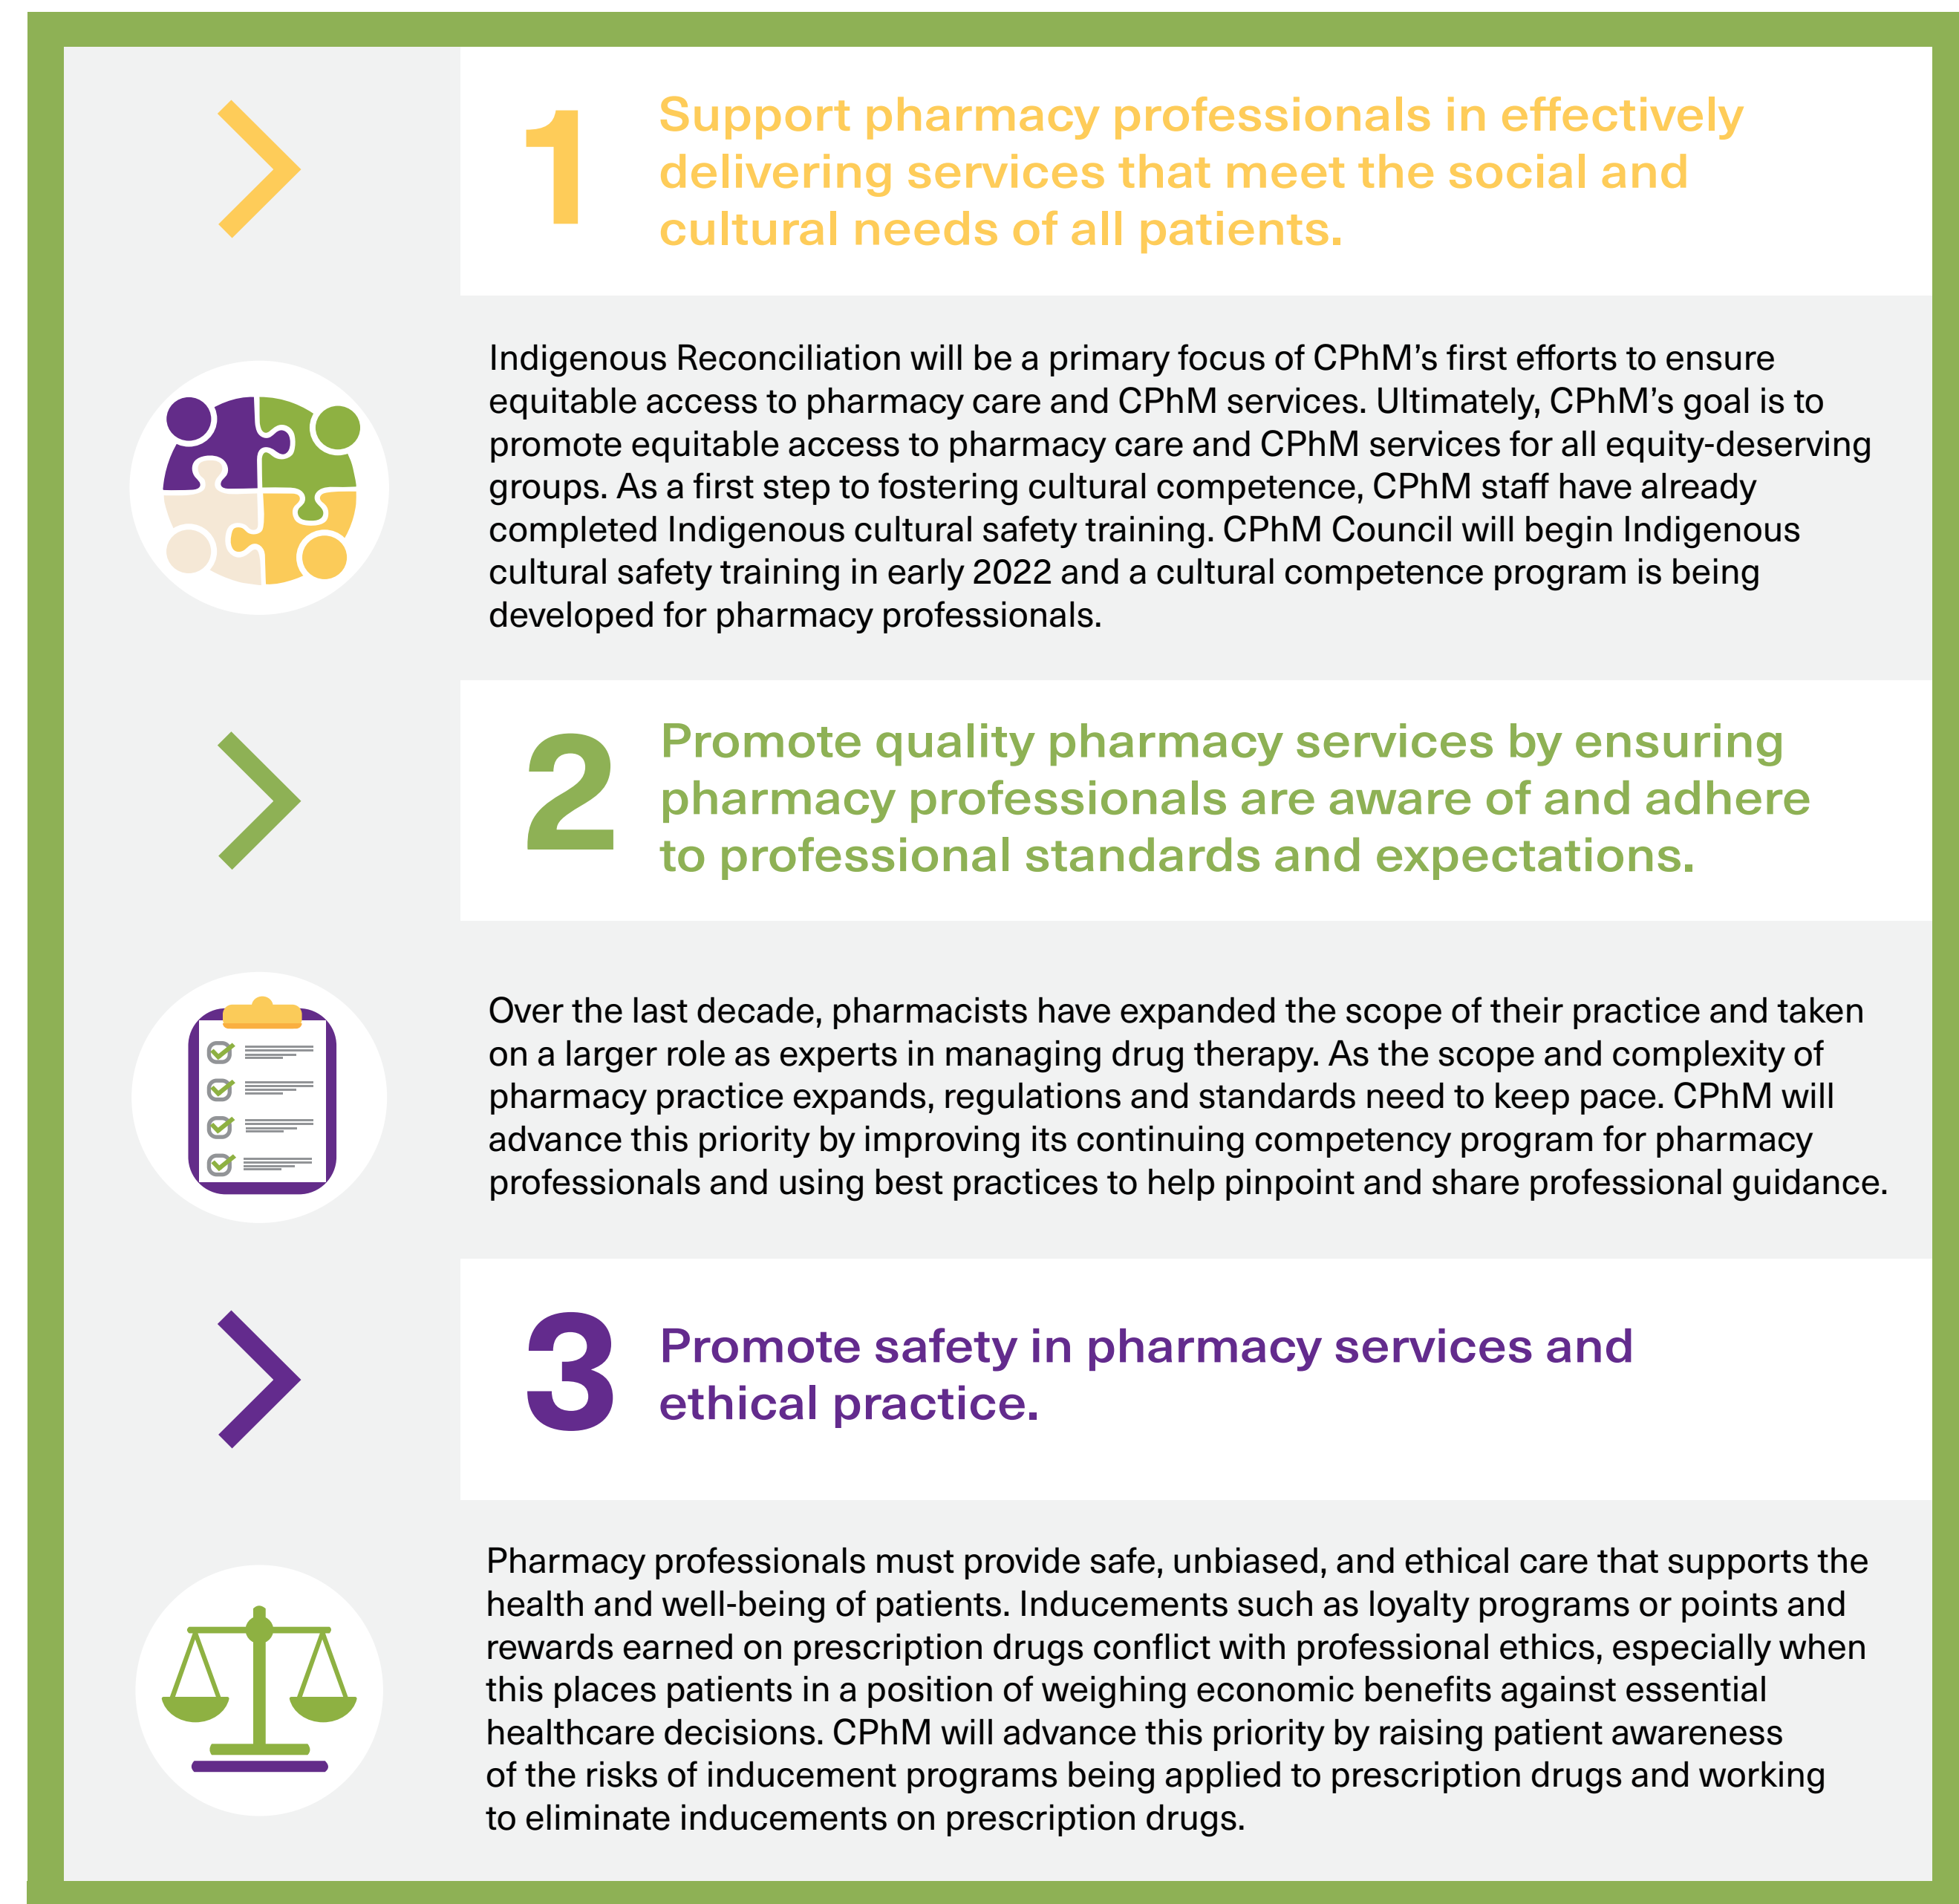 1
Support pharmacy professionals in effectively
delivering services that meet the social and
cultural needs of all patients.
Indigenous Reconciliation will be a primary focus of CPhM’s first efforts to ensure
equitable access to pharmacy care and CPhM services. Ultimately, CPhM’s goal is to
promote equitable access to pharmacy care and CPhM services for all equity-deserving
groups. As a first step to fostering cultural competence, CPhM staff have already
completed Indigenous cultural safety training. CPhM Council will begin Indigenous
cultural safety training in early 2022 and a cultural competence program is being
developed for pharmacy professionals.
2
Promote quality pharmacy services by ensuring
pharmacy professionals are aware of and adhere
to professional standards and expectations.
Over the last decade, pharmacists have expanded the scope of their practice and taken
on a larger role as experts in managing drug therapy. As the scope and complexity of
pharmacy practice expands, regulations and standards need to keep pace. CPhM will
advance this priority by improving its continuing competency program for pharmacy
professionals and using best practices to help pinpoint and share professional guidance.
3
Promote safety in pharmacy services and
ethical practice.
Pharmacy professionals must provide safe, unbiased, and ethical care that supports the
health and well-being of patients. Inducements such as loyalty programs or points and
rewards earned on prescription drugs conflict with professional ethics, especially when
this places patients in a position of weighing economic benefits against essential
healthcare decisions. CPhM will advance this priority by raising patient awareness
of the risks of inducement programs being applied to prescription drugs and working
to eliminate inducements on prescription drugs.